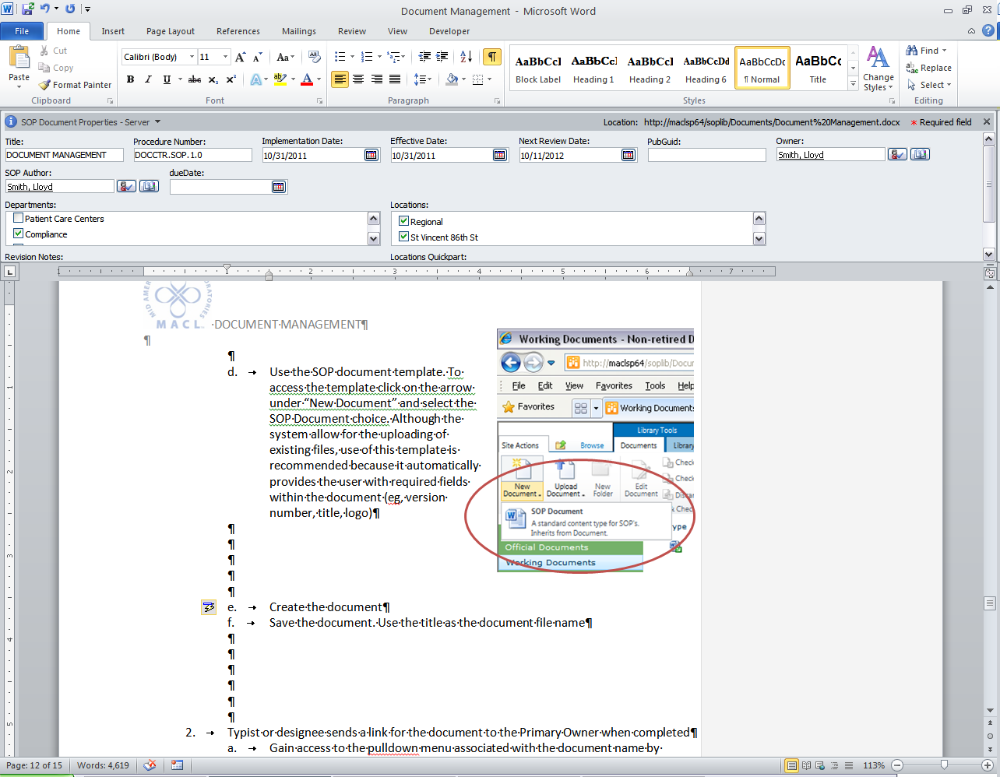 Document Management - Microsoft Word
File Home Insert Page Layout References Mailings Review View Developer
Paste
Cut
Copy
Format Painter
Clipboard
Calibri (Body) 11
Font
Paragraph
AaBbCcI AaBbCc AaBbCcI AaBbCcDd AaBbCcDc AaBbCc
Block Label Heading 1 Heading 2 Heading 6 ¶ Normal Title
Change Styles
Styles
Find
Replace
Select
Editing
SOP Document Properties - Server
Location: http://maclsp64/soplib/Documents/Document%20Management.docx * Required field
Title: Procedure Number: Implementation Date: Effective Date: Next Review Date: PubGuid: Owner:
DOCUMENT MANAGEMENT DOCCTR.SOP.1.0 10/31/2011 10/31/2011 10/11/2012 Smith, Lloyd
SOP Author: dueDate:
Smith, Lloyd
Departments: Locations:
Patient Care Centers Regional
Compliance St Vincent 86th St
Revision Notes: Locations Quickpart:
1 2 3 4 5 6 7
MACL
DOCUMENT MANAGEMENT¶
¶
¶
d. Use the SOP document template. To
access the template click on the arrow
under “New Document” and select the
SOP Document choice. Although the
system allow for the uploading of
existing files, use of this template is
recommended because it automatically
provides the user with required fields
within the document (eg, version
number, title, logo)¶
¶
¶
¶
¶
¶
Working Documents - Non-retired D
http://maclsp64/soplib/Docur
File Edit View Favorites Tools Help
Favorites Working Documents
Library Tools
Site Actions Browse Documents Library
New Document Upload Document New Folder Edit Document
Check
Check
SOP Document
A standard content type for SOP's.
Inherits from Document.
Official Documents
Working Documents
e. Create the document¶
f. Save the document. Use the title as the document file name¶
¶
¶
¶
¶
¶
¶
2. Typist or designee sends a link for the document to the Primary Owner when completed¶
a. Gain access to the pulldown menu associated with the document name by
Page: 12 of 15 Words: 4,619 113%